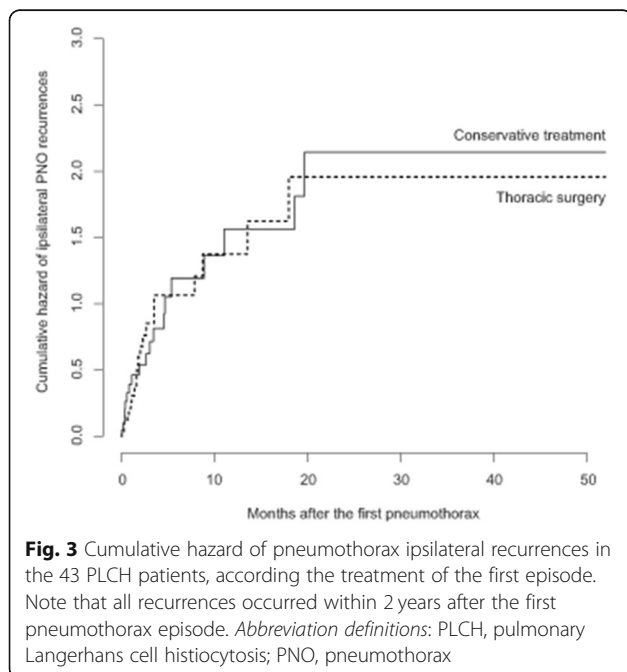 Cumulative hazard of ipsilateral PNO recurrences
3.0
2.5
2.0
1.5
1.0
0.5
0.0
Conservative treatment
Thoracic surgery
0 10 20 30 40 50
Months after the first pneumothorax
Fig. 3 Cumulative hazard of pneumothorax ipsilateral recurrences in
the 43 PLCH patients, according the treatment of the first episode.
Note that all recurrences occurred within 2 years after the first
pneumothorax episode. Abbreviation definitions: PLCH, pulmonary
Langerhans cell histiocytosis; PNO, pneumothorax